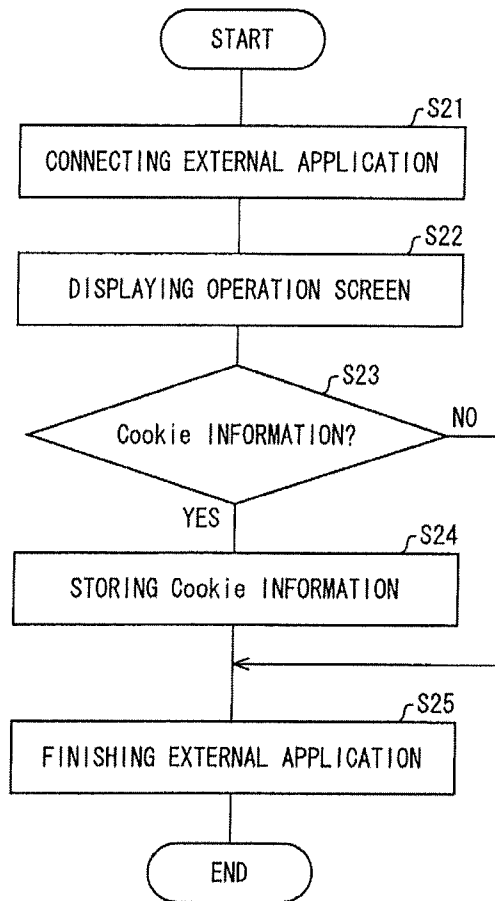 START
S21
CONNECTING EXTERNAL APPLICATION
S22
DISPLAYING OPERATION SCREEN
S23
Cookie INFORMATION?
NO
YES
S24
STORING Cookie INFORMATION
S25
FINISHING EXTERNAL APPLICATION
END